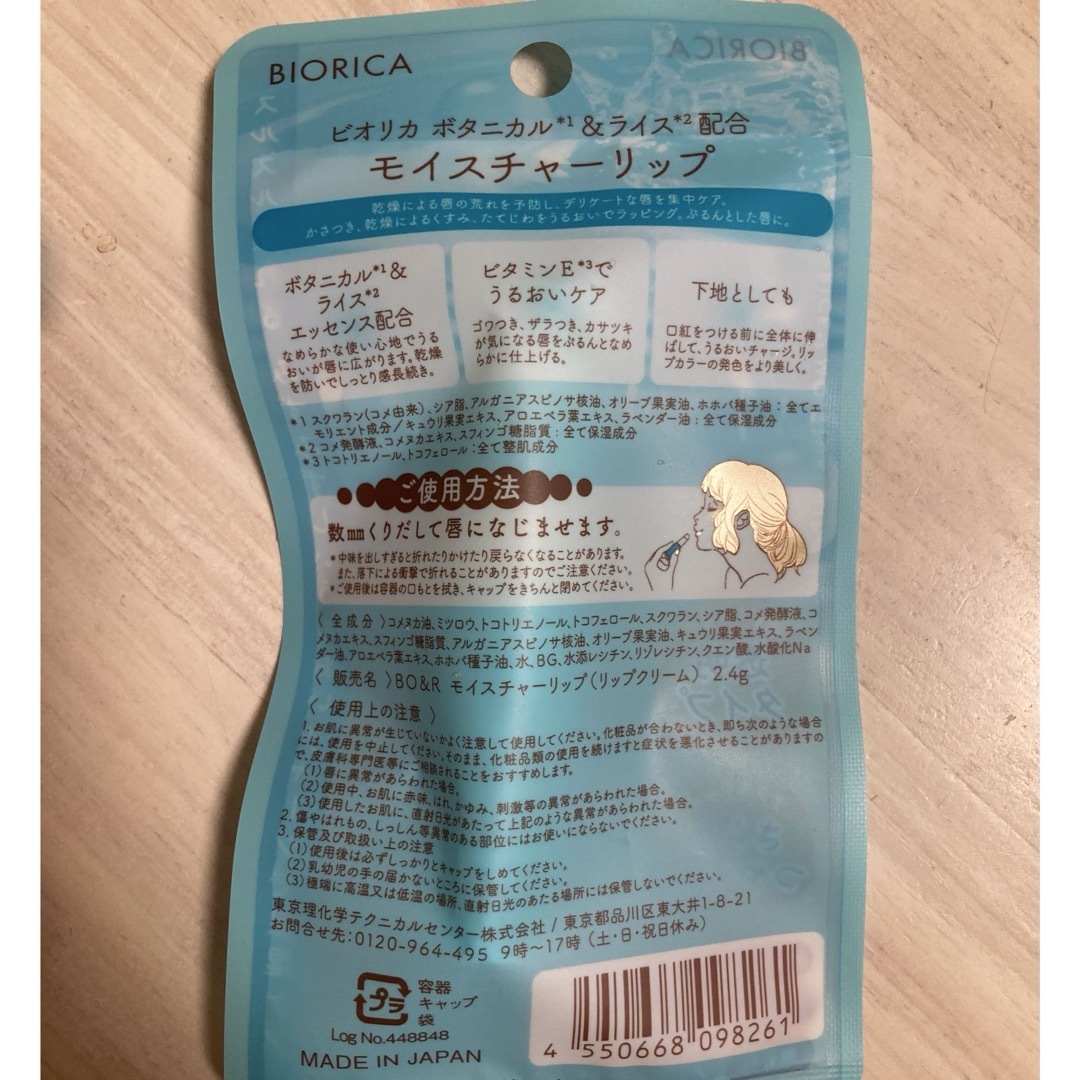 BIORICA
ビオリカ ボタニカル*1&ライス*2配合
モイスチャーリップ
乾燥による唇の荒れを予防し、デリケートな唇を集中ケア。
かさつき、乾燥によるくすみ、たてじわをうるおいでラッピング。ぷるんとした唇に。
ボタニカル*1&
ライス*2
エッセンス配合
なめらかな使い心地でうる
おいが唇に広がります。乾燥
を防いでしっとり感長続き。
ビタミンE*3で
うるおいケア
ゴワつき、ザラつき、カサツキ
が気になる唇をぷるんとなめ
らかに仕上げる。
下地としても
口紅をつける前に全体に伸
ばして、うるおいチャージ。リッ
プカラーの発色をより美しく。
*1 スクワラン(コメ由来)、シア脂、アルガニアスピノサ核油、オリーブ果実油、ホホバ種子油:全てエ
モリエント成分/キュウリ果実エキス、アロエベラ葉エキス、ラベンダー油:全て保湿成分
*2 コメ発酵液、コメヌカエキス、スフィンゴ糖脂質:全て保湿成分
*3 トコトリエノール、トコフェロール:全て整肌成分
ご使用方法
数mmくりだして唇になじませます。
*中味を出しすぎると折れたりかけたり戻らなくなることがあります。
また、落下による衝撃で折れることがありますのでご注意ください。
*ご使用後は容器の口もとを拭き、キャップをきちんと閉めてください。
〈 全成分 〉コメヌカ油、ミツロウ、トコトリエノール、トコフェロール、スクワラン、シア脂、コメ発酵液、コ
メヌカエキス、スフィンゴ糖脂質、アルガニアスピノサ核油、オリーブ果実油、キュウリ果実エキス、ラベン
ダー油、アロエベラ葉エキス、ホホバ種子油、水、BG、水添レシチン、リゾレシチン、クエン酸、水酸化Na
〈 販売名 〉BO&R モイスチャーリップ(リップクリーム) 2.4g
〈 使用上の注意 〉
1. お肌に異常が生じていないかよく注意して使用してください。化粧品が合わないとき、即ち次のような場合
には、使用を中止してください。そのまま、化粧品類の使用を続けますと症状を悪化させることがありますの
で、皮膚科専門医等にご相談されることをおすすめします。
(1)唇に異常があらわれた場合。
(2)使用中、お肌に赤味、はれ、かゆみ、刺激等の異常があらわれた場合。
(3)使用したお肌に、直射日光があたって上記のような異常があらわれた場合。
2. 傷やはれもの、しっしん等異常のある部位にはお使いにならないでください。
3. 保管及び取扱い上の注意
(1)使用後は必ずしっかりとキャップをしめてください。
(2)乳幼児の手の届かないところに保管してください。
(3)極端に高温又は低温の場所、直射日光のあたる場所には保管しないでください。
東京理化学テクニカルセンター株式会社/東京都品川区東大井1-8-21
お問合せ先:0120-964-495 9時〜17時(土・日・祝日休み)
プラ
容器
キャップ
袋
Log No.448848
MADE IN JAPAN
4 550668 098261